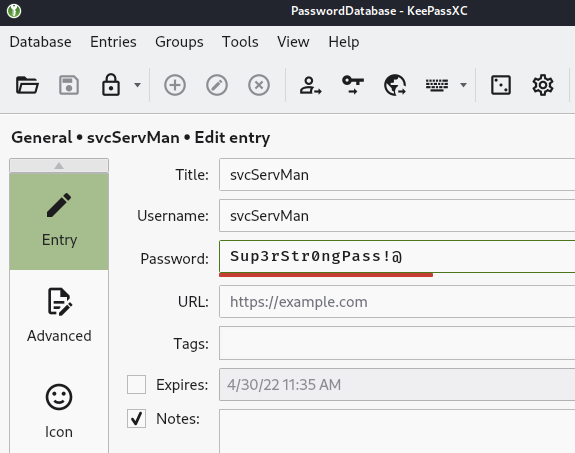 PasswordDatabase - KeePassXC
Database Entries Groups Tools View Help
General • svcServMan • Edit entry
Title: svcServMan
Username: svcServMan
Entry
Password: Sup3rStr0ngPass!@
URL: https://example.com
Advanced
Tags:
Expires: 4/30/22 11:35 AM
Notes:
Icon